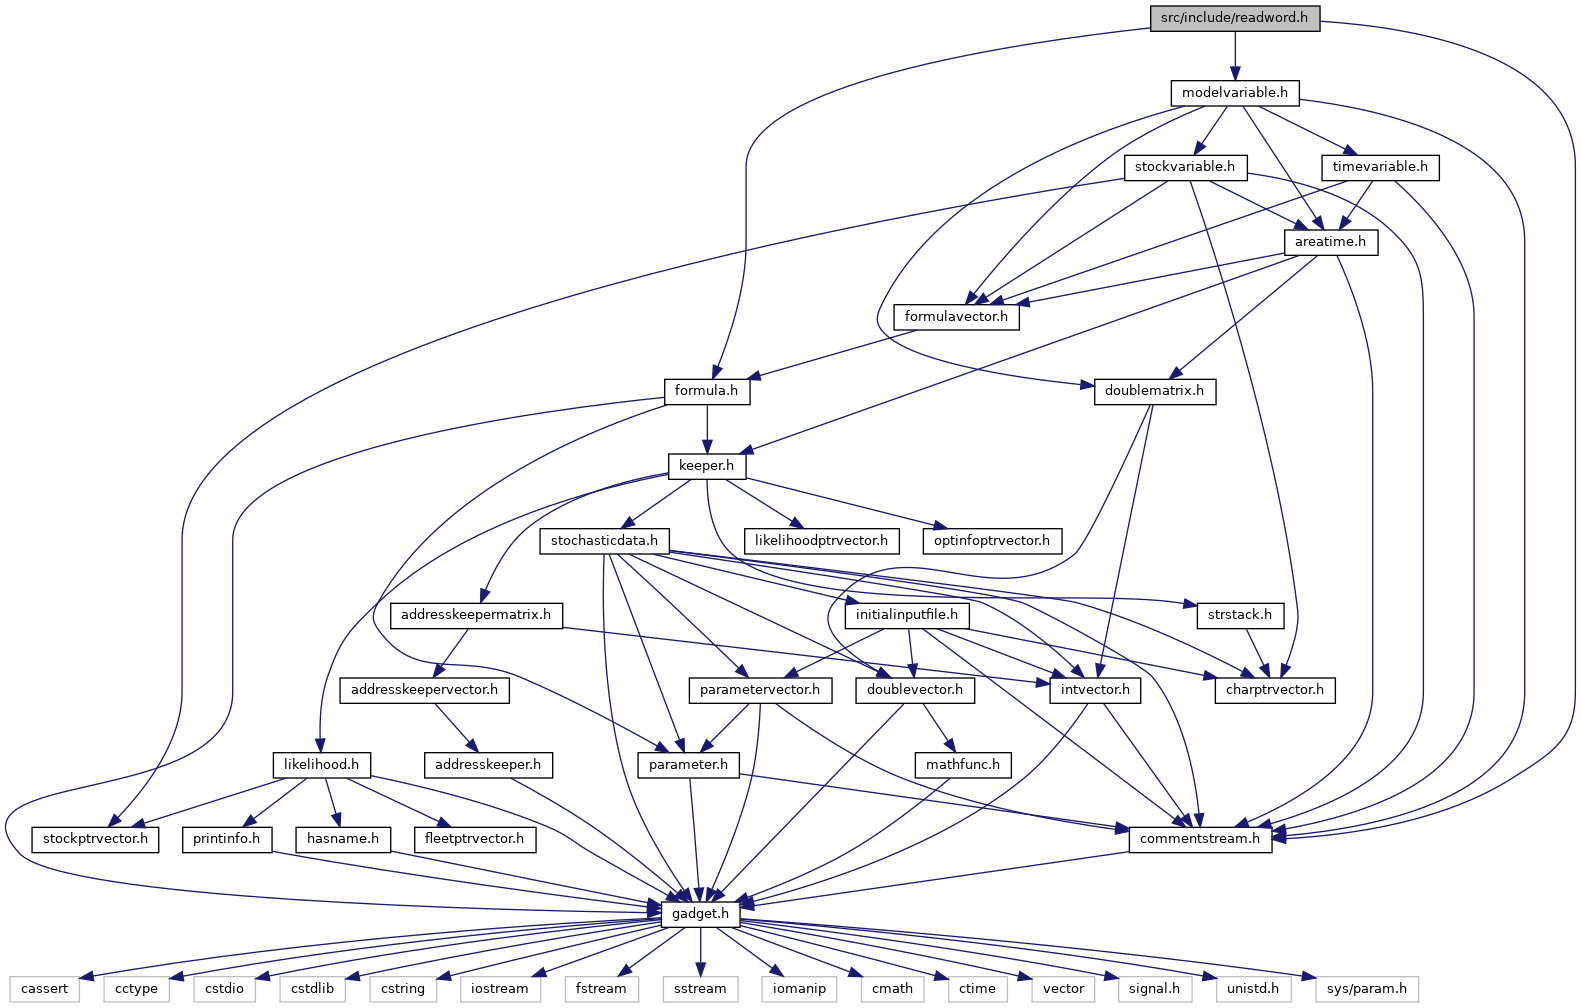 src/include/readword.h
modelvariable.h
stockvariable.h
timevariable.h
areatime.h
formulavector.h
formula.h
doublematrix.h
keeper.h
stochasticdata.h
likelihoodptrvector.h
optinfoptrvector.h
addresskeepermatrix.h
initialinputfile.h
strstack.h
addresskeepervector.h
parametervector.h
doublevector.h
intvector.h
charptrvector.h
likelihood.h
addresskeeper.h
parameter.h
mathfunc.h
stockptrvector.h
printinfo.h
hasname.h
fleetptrvector.h
commentstream.h
gadget.h
cassert
cctype
cstdio
cstdlib
cstring
iostream
fstream
sstream
iomanip
cmath
ctime
vector
signal.h
unistd.h
sys/param.h